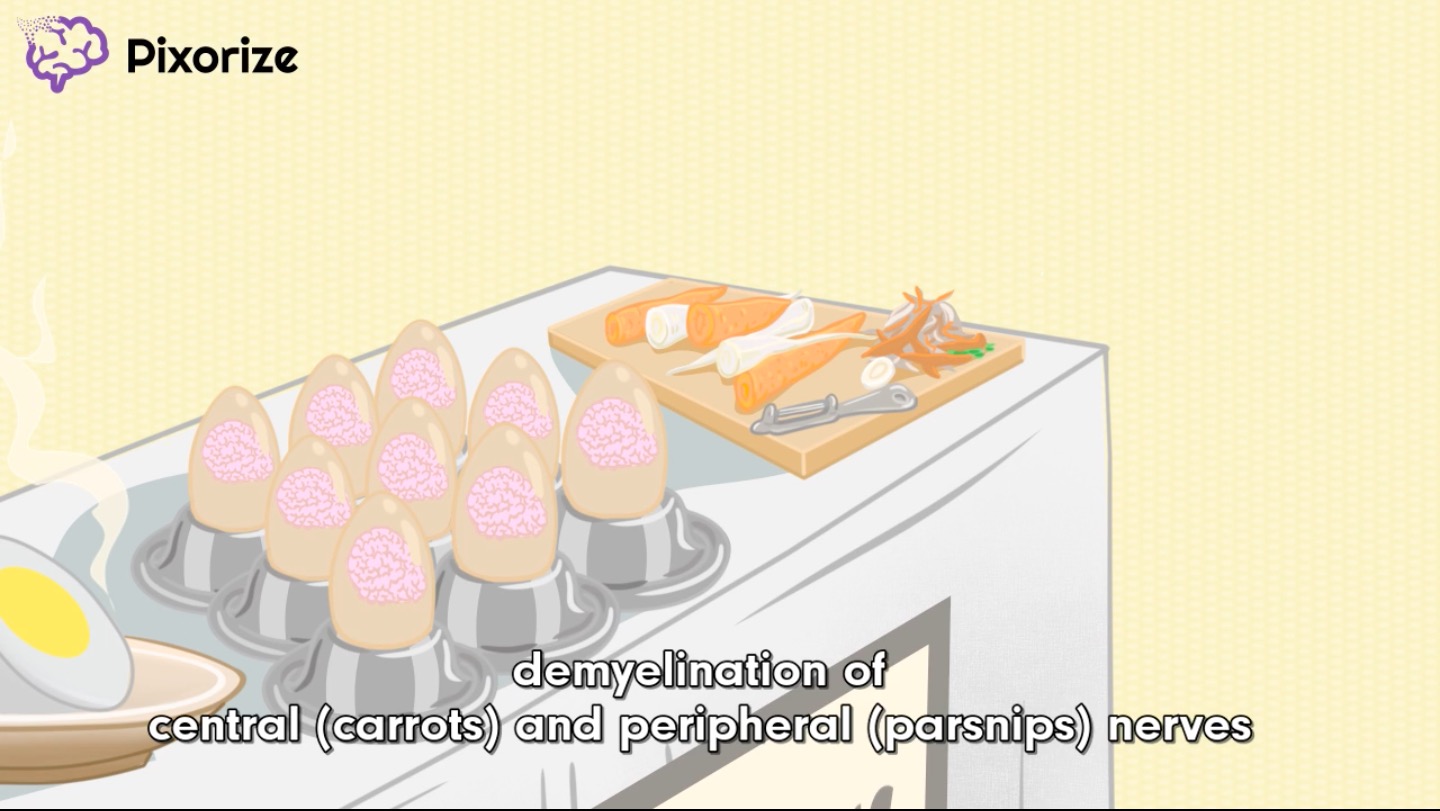 Pixorize
demyelination of
central (carrots) and peripheral (parsnips) nerves